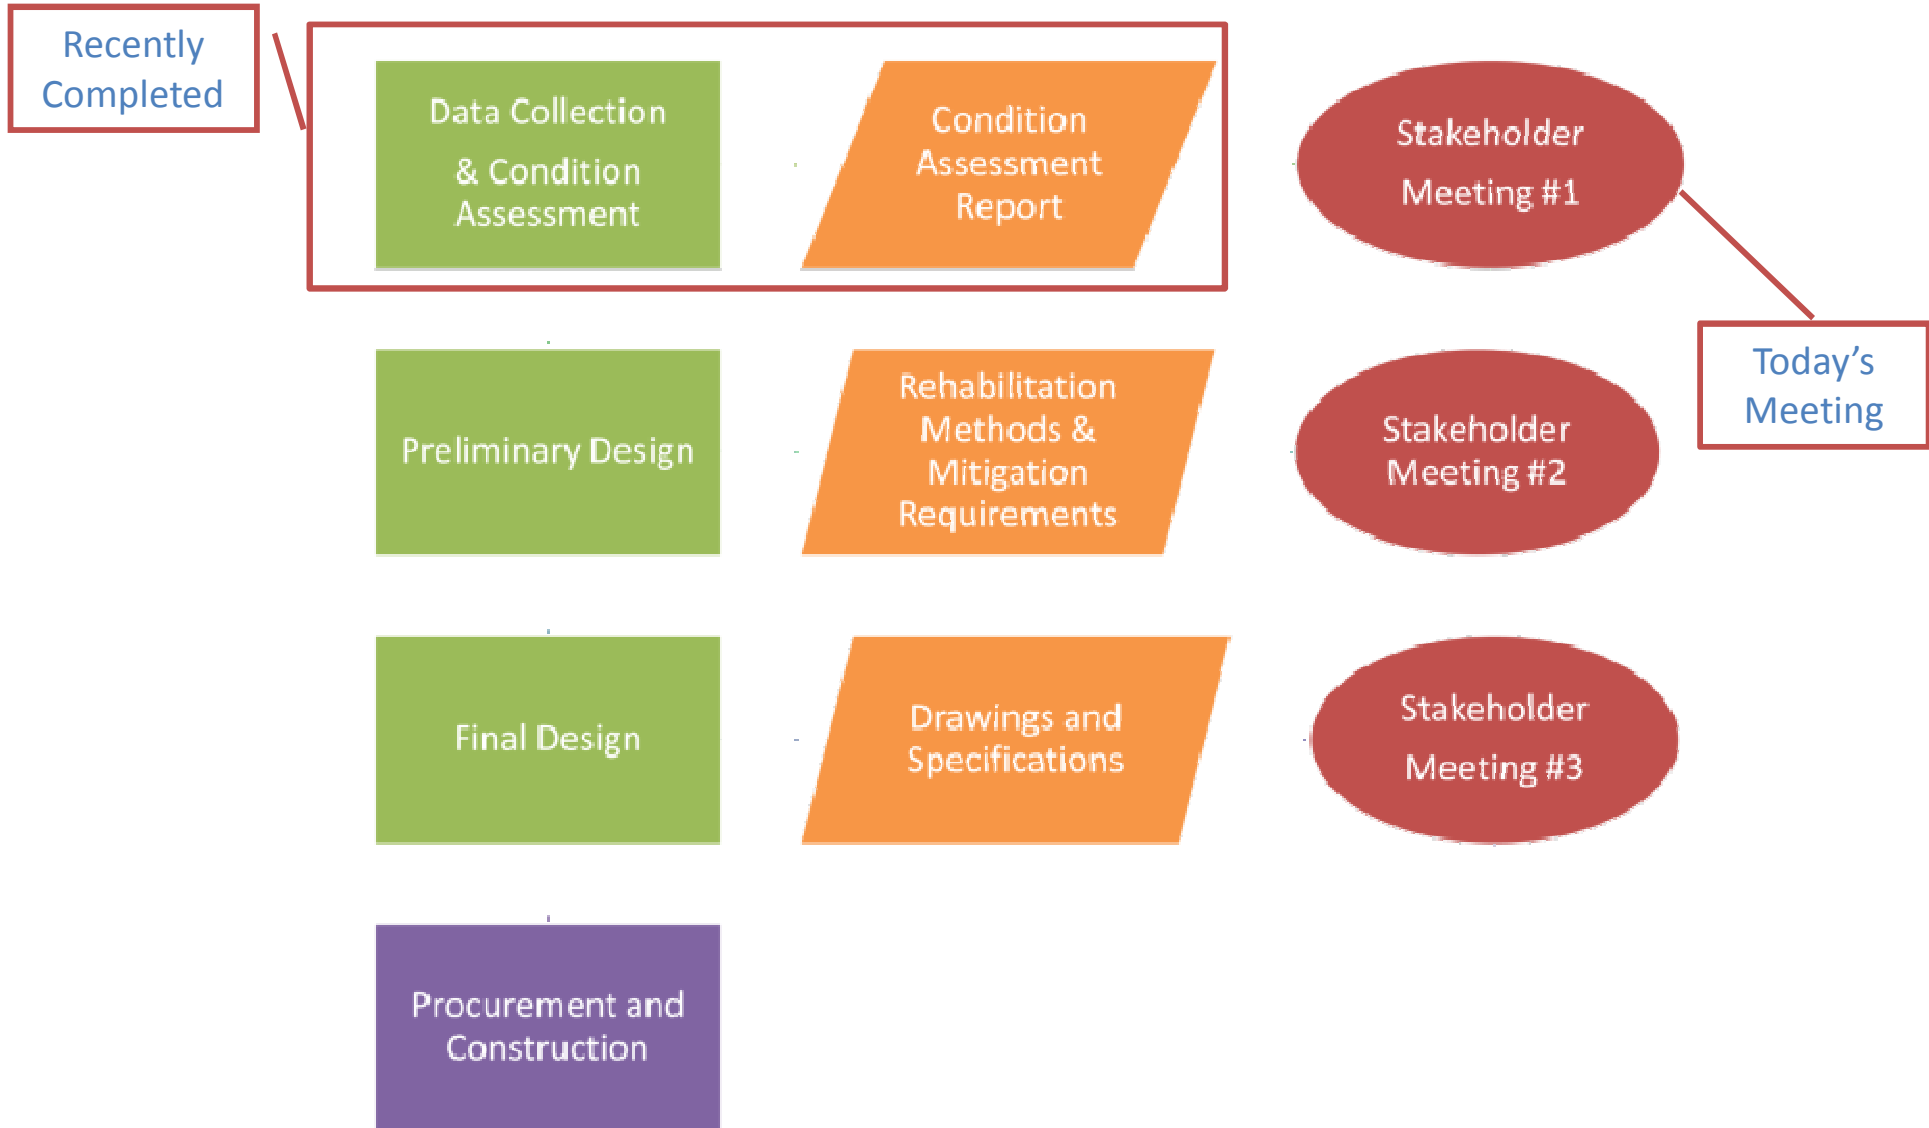 Recently
Completed
Data Collection
& Condition
Assessment
Condition
Assessment
Report
Stakeholder
Meeting #1
Today’s
Meeting
Preliminary Design
Rehabilitation
Methods &
Mitigation
Requirements
Stakeholder
Meeting #2
Final Design
Drawings and
Specifications
Stakeholder
Meeting #3
Procurement and
Construction